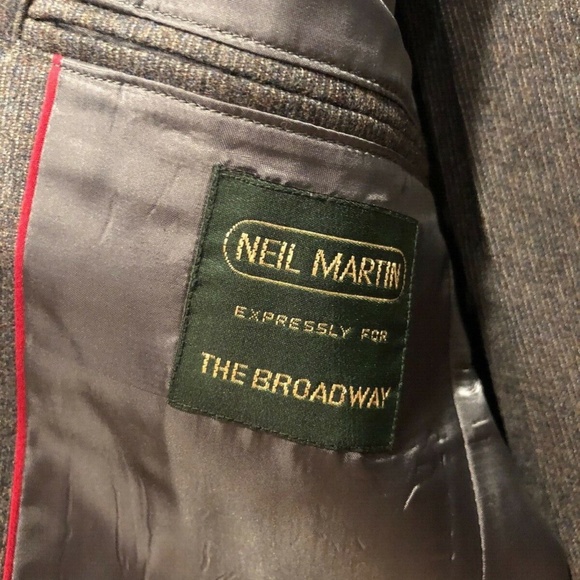 NEIL MARTIN
EXPRESSLY FOR
THE BROADWAY